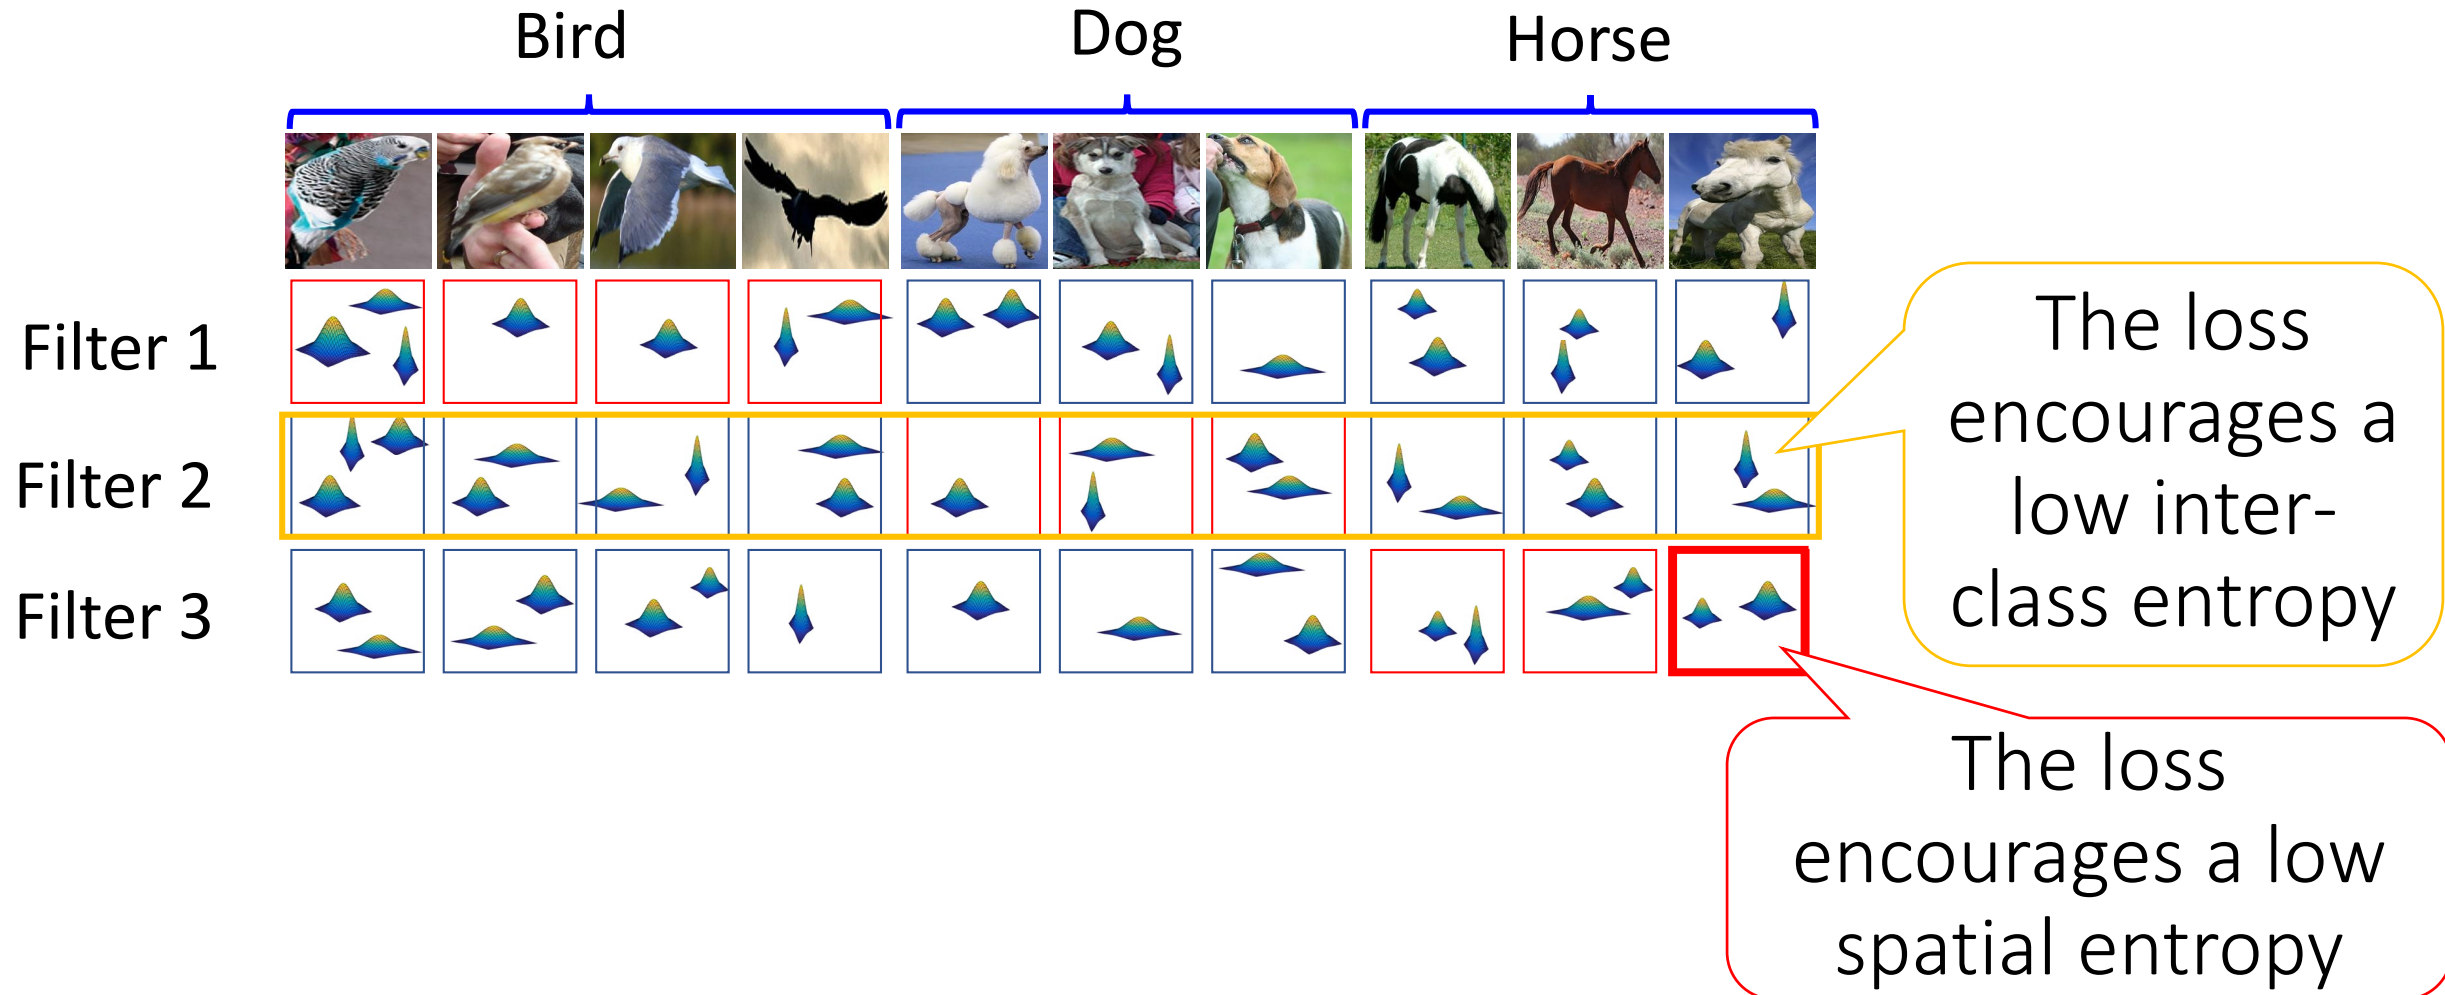 Bird
Dog
Horse
Filter 1
Filter 2
Filter 3
The loss
encourages a
low inter-
class entropy
The loss
encourages a low
spatial entropy